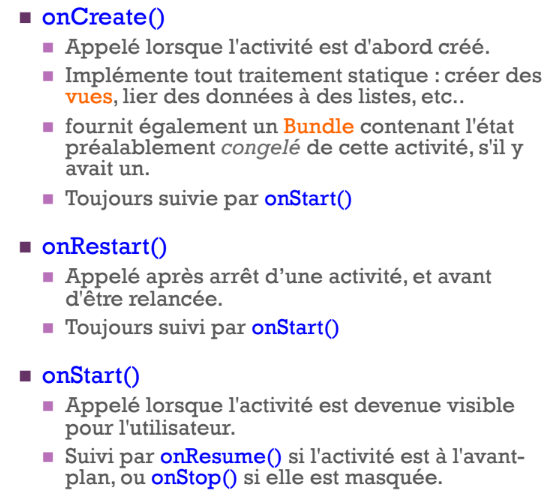 onCreate()
Appelé lorsque l'activité est d'abord créé.
Implémente tout traitement statique : créer des
vues, lier des données à des listes, etc..
fournit également un Bundle contenant l'état
préalablement congelé de cette activité, s'il y
avait un.
Toujours suivie par onStart()
onRestart()
Appelé après arrêt d’une activité, et avant
d'être relancée.
Toujours suivi par onStart()
onStart()
Appelé lorsque l'activité est devenue visible
pour l'utilisateur.
Suivi par onResume() si l'activité est à l'avant-
plan, ou onStop() si elle est masquée.